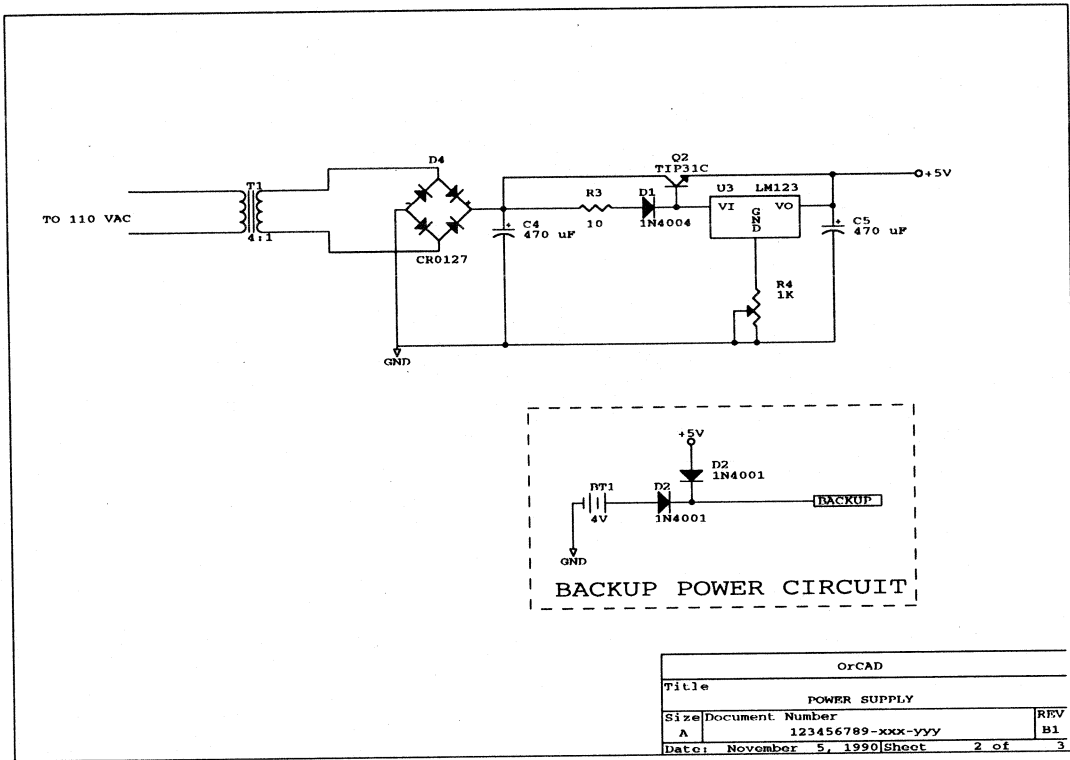 TO 110 VAC
T1
4:1
D4
CR0127
GND
C4
470 uF
R3
10
D1
1N4004
Q2
TIP31C
U3 LM123
VI GND VO
R4
1K
C5
470 uF
+5V
+5V
D2
1N4001
BT1
4V
D2
1N4001
BACKUP
GND
BACKUP POWER CIRCUIT
OrCAD
Title
POWER SUPPLY
Size Document Number REV
A 123456789-xxx-yyy B1
Date: November 5, 1990 Sheet 2 of 3